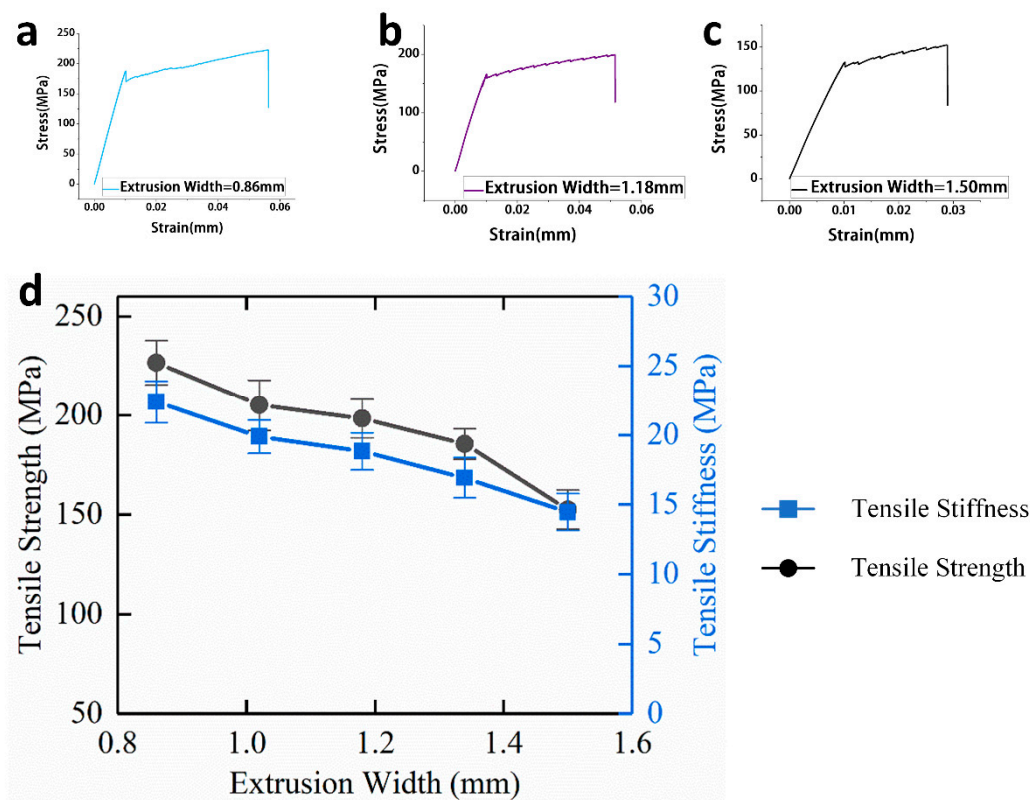 a
250
200
150
100
50
0
Stress(MPa)
Extrusion Width=0.86mm
0.00 0.02 0.04 0.06
Strain(mm)
b
200
100
0
Stress(MPa)
Extrusion Width=1.18mm
0.00 0.02 0.04 0.06
Strain(mm)
c
150
100
50
0
Stress(MPa)
Extrusion Width=1.50mm
0.00 0.01 0.02 0.03
Strain(mm)
d
250
200
150
100
50
Tensile Strength (MPa)
30
25
20
15
10
5
0
Tensile Stiffness (MPa)
0.8 1.0 1.2 1.4 1.6
Extrusion Width (mm)
Tensile Stiffness
Tensile Strength